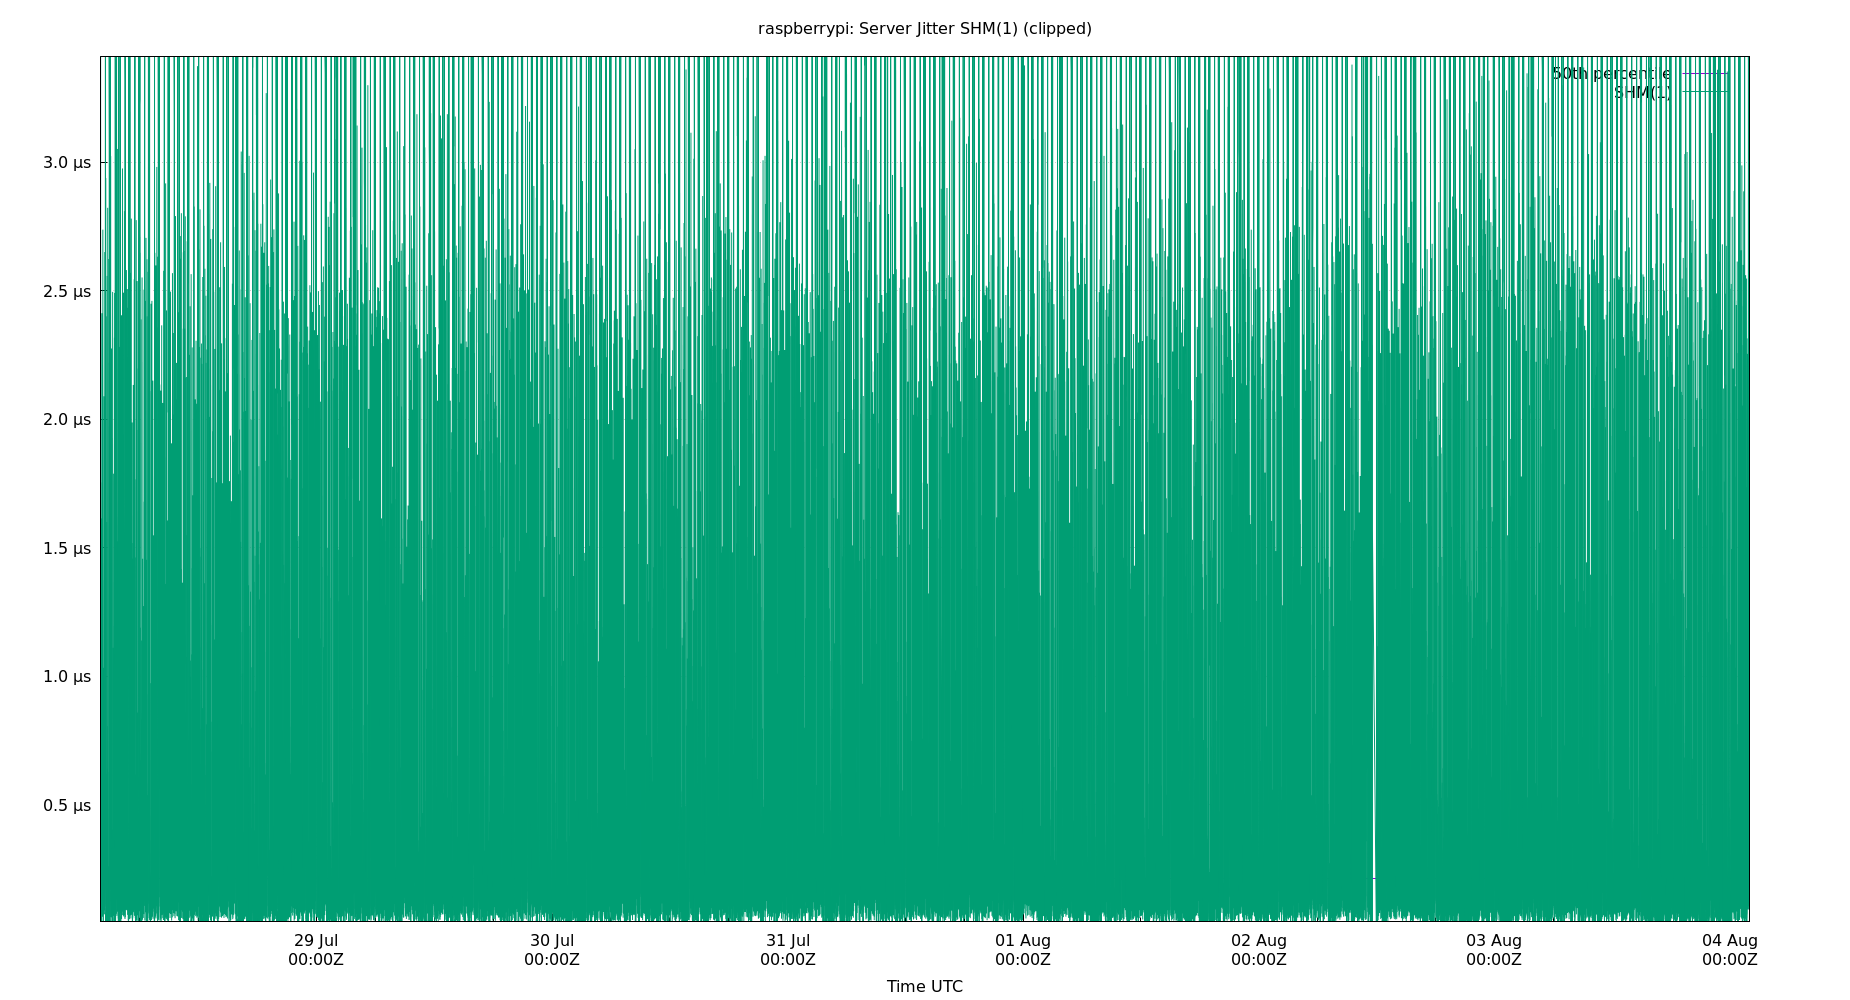 raspberrypi: Server Jitter SHM(1) (clipped)
50th percentile
SHM(1)
3.0 μs
2.5 μs
2.0 μs
1.5 μs
1.0 μs
0.5 μs
29 Jul 30 Jul 31 Jul 01 Aug 02 Aug 03 Aug 04 Aug
00:00Z 00:00Z 00:00Z 00:00Z 00:00Z 00:00Z 00:00Z
Time UTC